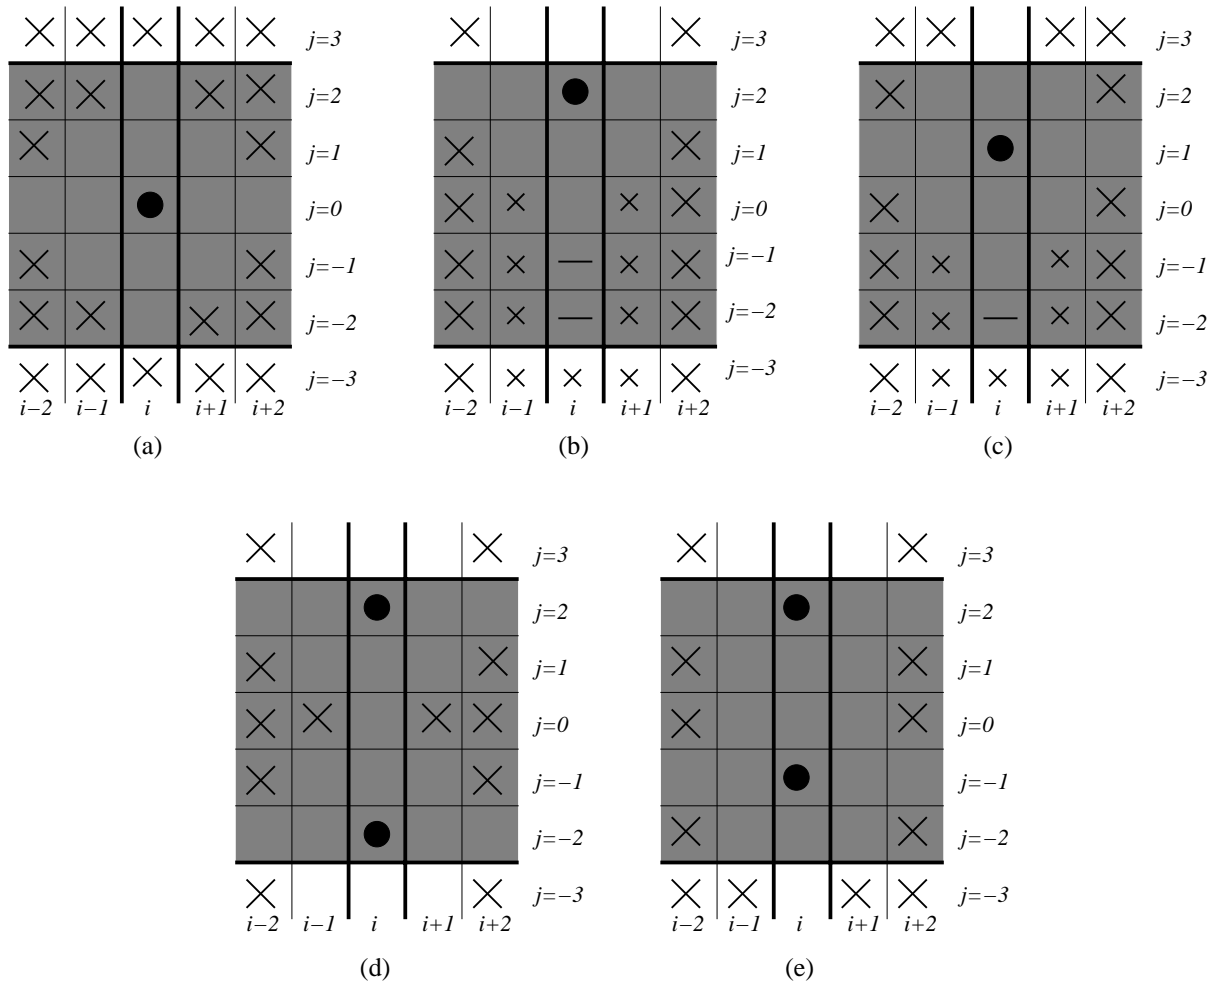 j=3 j=3 j=3
j=2 j=2 j=2
j=1 j=1 j=1
j=0 j=0 j=0
j=−1 j=−1 j=−1
j=−2 j=−2 j=−2
j=−3 j=−3 j=−3
i−2 i−1 i i+1 i+2 i−2 i−1 i i+1 i+2 i−2 i−1 i i+1 i+2
(a) (b) (c)
j=3 j=3
j=2 j=2
j=1 j=1
j=0 j=0
j=−1 j=−1
j=−2 j=−2
j=−3 j=−3
i−2 i−1 i i+1 i+2 i−2 i−1 i i+1 i+2
(d) (e)